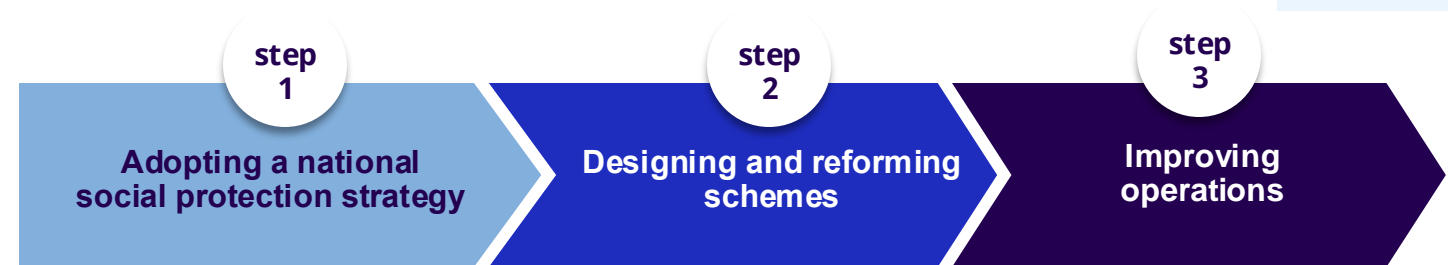 step
1
Adopting a national
social protection strategy
step
2
Designing and reforming
schemes
step
3
Improving
operations